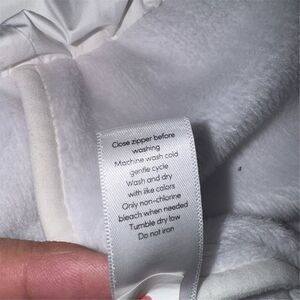 Close zipper before
washing
Machine wash cold
gentle cycle
Wash and dry
with like colors
Only non-chlorine
bleach when needed
Tumble dry low
Do not iron